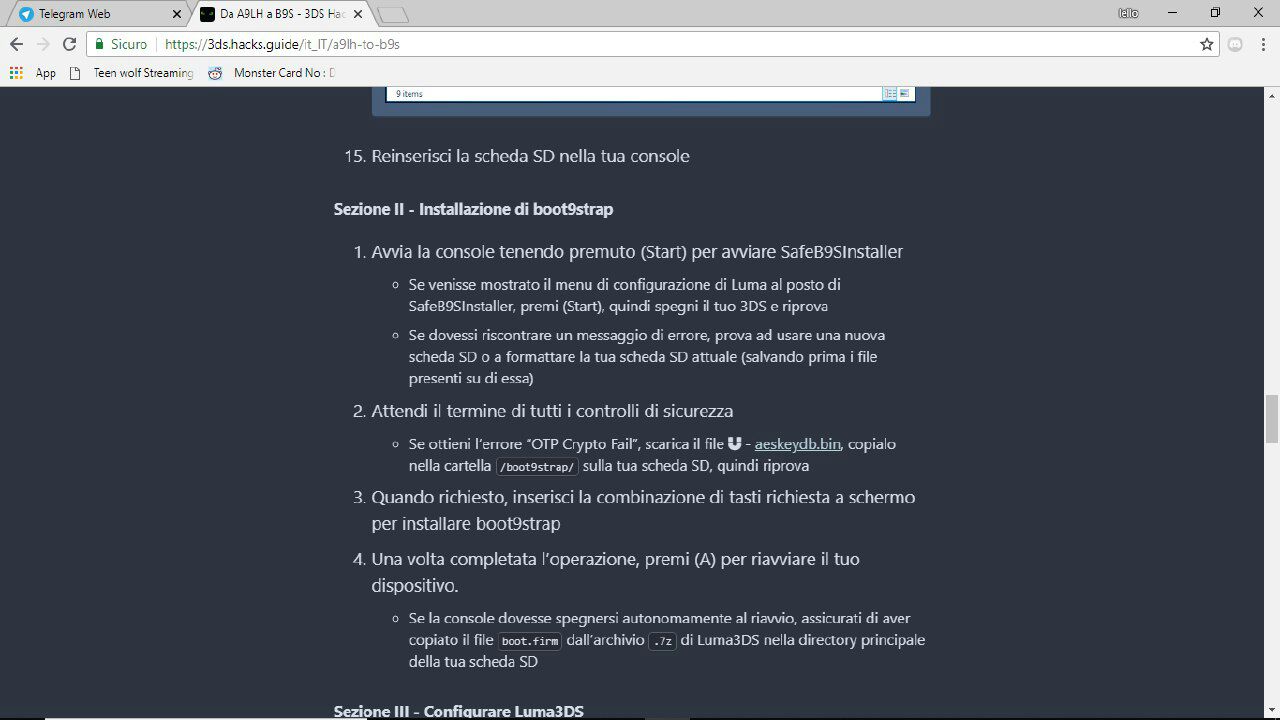 Telegram Web
Da A9LH a B9S - 3DS Hac
lello
Sicuro
https://3ds.hacks.guide/it_IT/a9lh-to-b9s
App
Teen wolf Streaming
Monster Card No :
9 items
15. Reinserisci la scheda SD nella tua console
Sezione II - Installazione di boot9strap
1. Avvia la console tenendo premuto (Start) per avviare SafeB9SInstaller
Se venisse mostrato il menu di configurazione di Luma al posto di
SafeB9SInstaller, premi (Start), quindi spegni il tuo 3DS e riprova
Se dovessi riscontrare un messaggio di errore, prova ad usare una nuova
scheda SD o a formattare la tua scheda SD attuale (salvando prima i file
presenti su di essa)
2. Attendi il termine di tutti i controlli di sicurezza
Se ottieni l’errore “OTP Crypto Fail”, scarica il file - aeskeydb.bin, copialo
nella cartella /boot9strap/ sulla tua scheda SD, quindi riprova
3. Quando richiesto, inserisci la combinazione di tasti richiesta a schermo
per installare boot9strap
4. Una volta completata l’operazione, premi (A) per riavviare il tuo
dispositivo.
Se la console dovesse spegnersi autonomamente al riavvio, assicurati di aver
copiato il file boot.firm dall’archivio .7z di Luma3DS nella directory principale
della tua scheda SD
Sezione III - Configurare Luma3DS